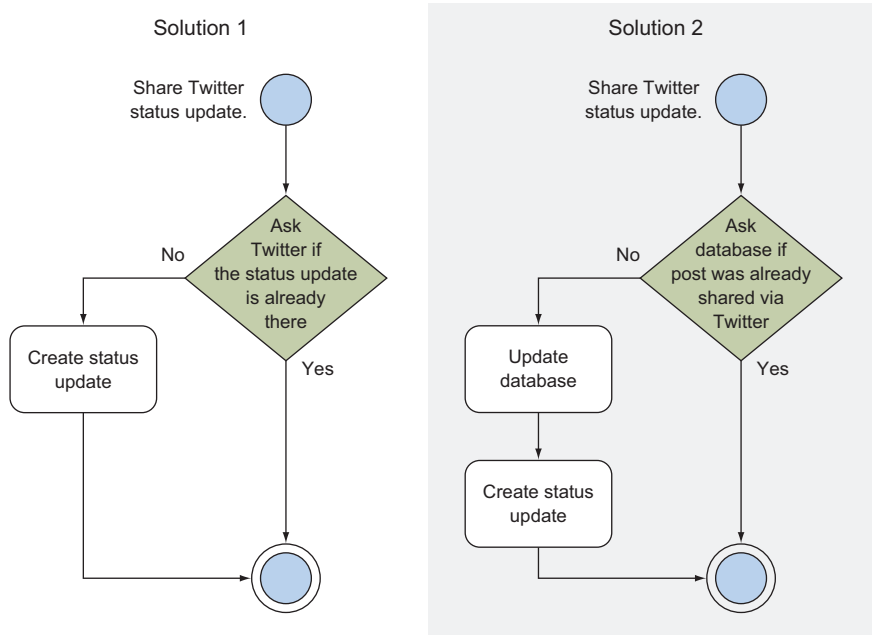 Solution 1
Share Twitter
status update.
Ask
Twitter if
the status update
is already
there
No
Yes
Create status
update
Solution 2
Share Twitter
status update.
Ask
database if
post was already
shared via
Twitter
No
Yes
Update
database
Create status
update